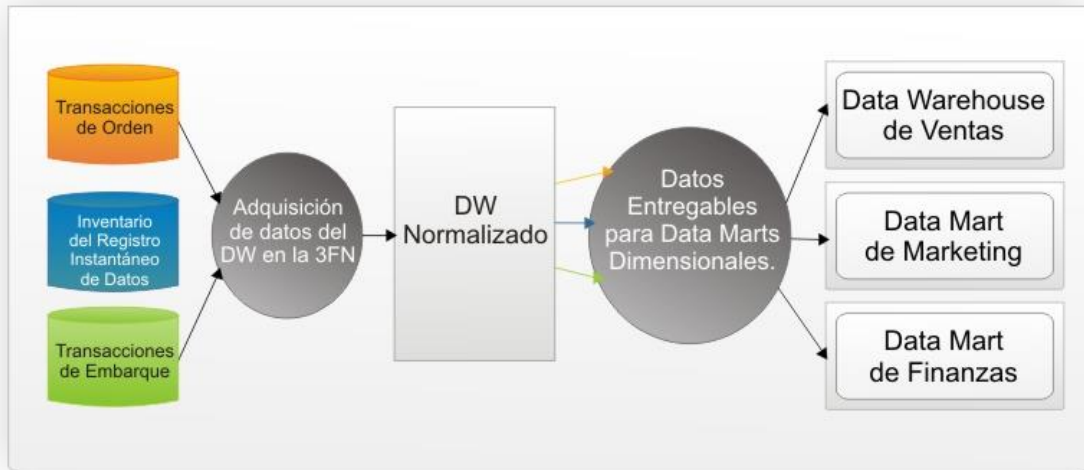 Transacciones
de Orden
Inventario
del Registro
Instantáneo
de Datos
Transacciones
de Embarque
Adquisición
de datos del
DW en la 3FN
DW
Normalizado
Datos
Entregables
para Data Marts
Dimensionales.
Data Warehouse
de Ventas
Data Mart
de Marketing
Data Mart
de Finanzas